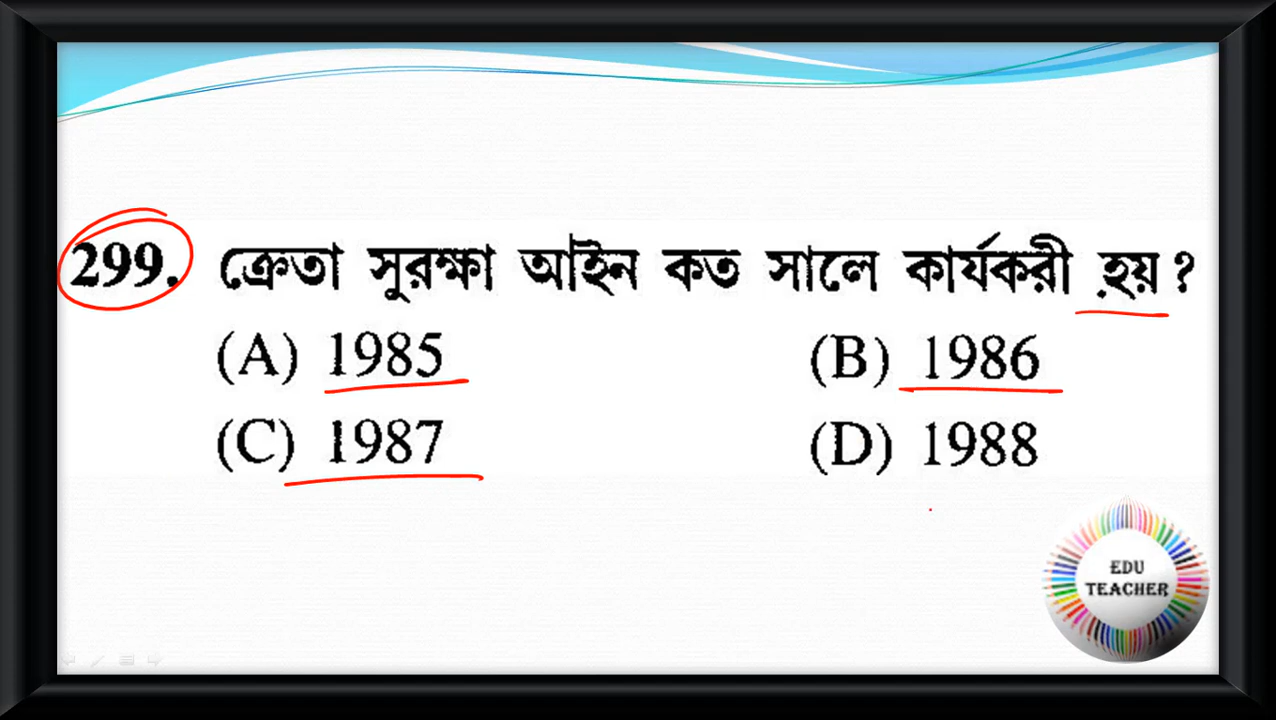 299. ক্রেতা সুরক্ষা আইন কত সালে কার্যকরী হয় ?
(A) 1985 (B) 1986
(C) 1987 (D) 1988
EDU
TEACHER